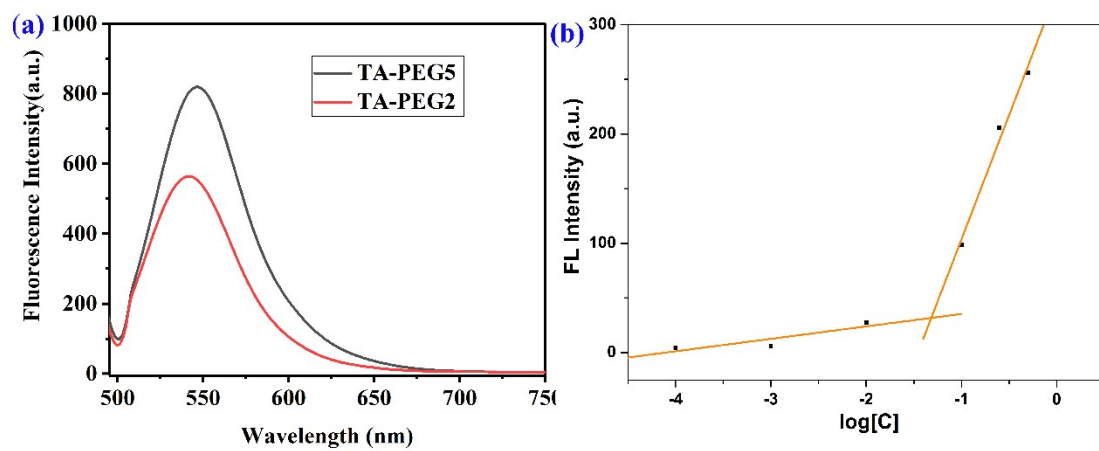 (a)
1000
800
600
400
200
0
Fluorescence Intensity(a.u.)
TA-PEG5
TA-PEG2
500 550 600 650 700 750
Wavelength (nm)
(b)
300
200
100
0
FL Intensity (a.u.)
-4 -3 -2 -1 0
log[C]